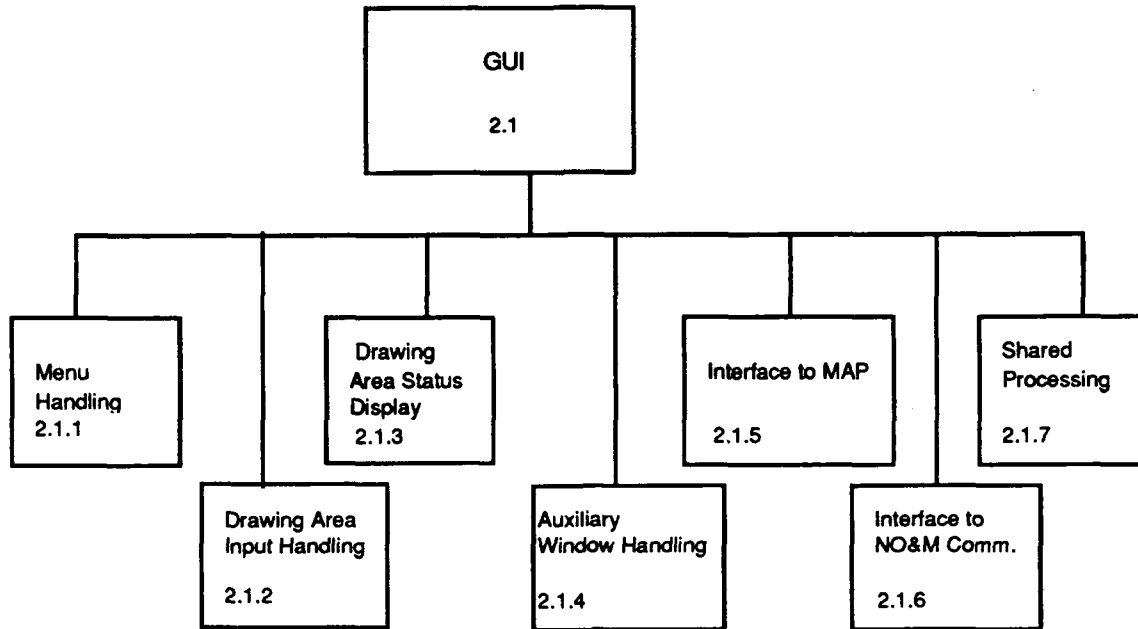 GUI
2.1
Menu
Handling
2.1.1
Drawing Area
Input Handling
2.1.2
Drawing
Area Status
Display
2.1.3
Auxiliary
Window Handling
2.1.4
Interface to MAP
2.1.5
Interface to
NO&M Comm.
2.1.6
Shared
Processing
2.1.7